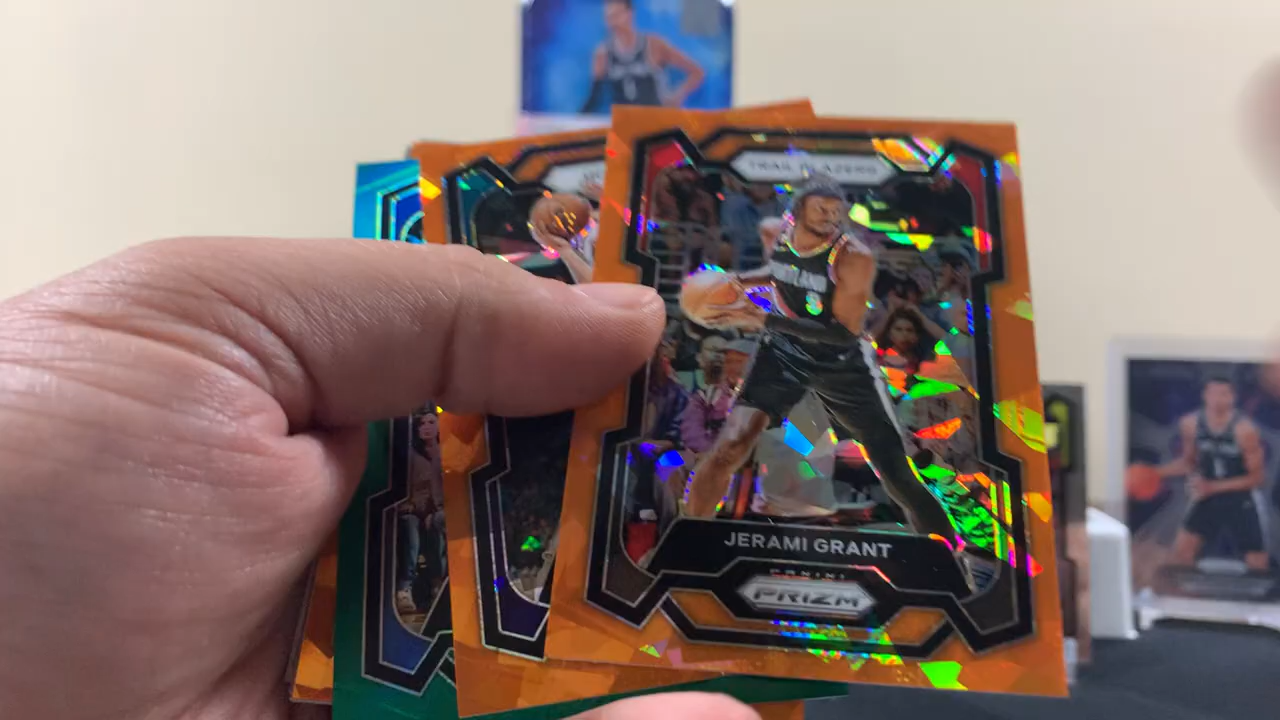 TRAIL BLAZERS
PORTLAND
JERAMI GRANT
PANINI
PRIZM